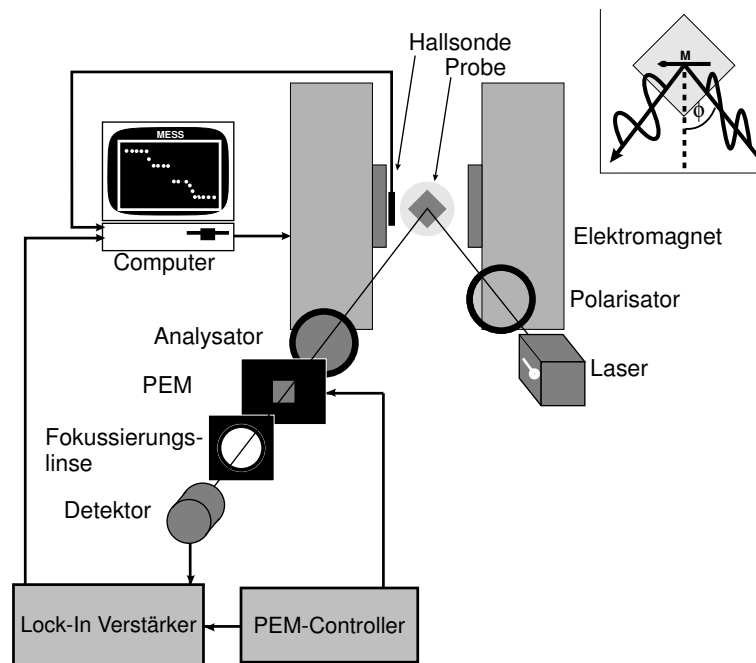 Hallsonde
Probe
M
ϕ
MESS
Computer
Elektromagnet
Polarisator
Analysator
Laser
PEM
Fokussierungs-
linse
Detektor
Lock-In Verstärker
PEM-Controller